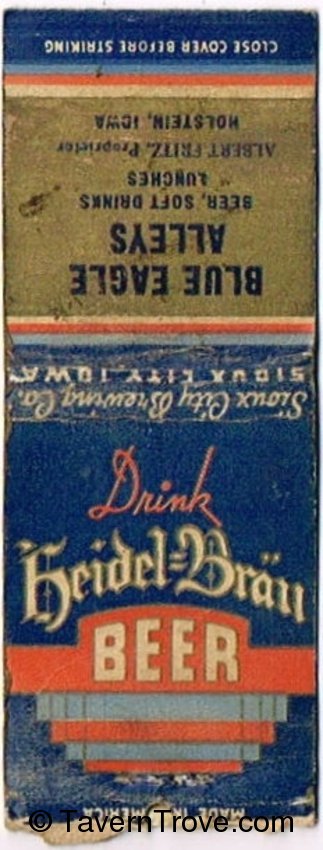 CLOSE COVER BEFORE STRIKING
BLUE EAGLE
ALLEYS
BEER, SOFT DRINKS
LUNCHES
ALBERT FRITZ, Proprietor
HOLSTEIN, IOWA
Sioux City Brewing Co.
SIOUX CITY, IOWA
Drink
Heidel=Bräu
BEER
MADE IN AMERICA
© TavernTrove.com